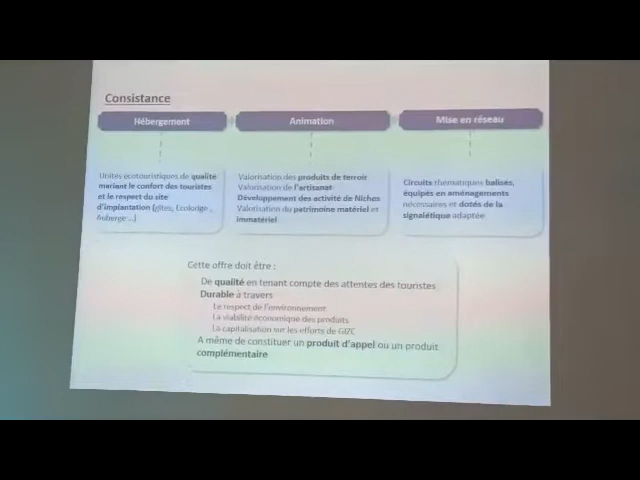 Consistance
Hébergement
Animation
Mise en réseau
Unités écotouristiques de qualité
mariant le confort des touristes
et le respect du site
d'implantation (gîtes, Ecolodge ,
Auberge ...)
Valorisation des produits de terroir
Valorisation de l'artisanat
Développement des activité de Niches
Valorisation du patrimoine matériel et
immatériel
Circuits thématiques balisés,
équipés en aménagements
nécessaires et dotés de la
signalétique adaptée
Cette offre doit être :
De qualité en tenant compte des attentes des touristes
Durable à travers
Le respect de l'environnement
La viabilité économique des produits
La capitalisation sur les efforts de GIZC
A même de constituer un produit d'appel ou un produit
complémentaire